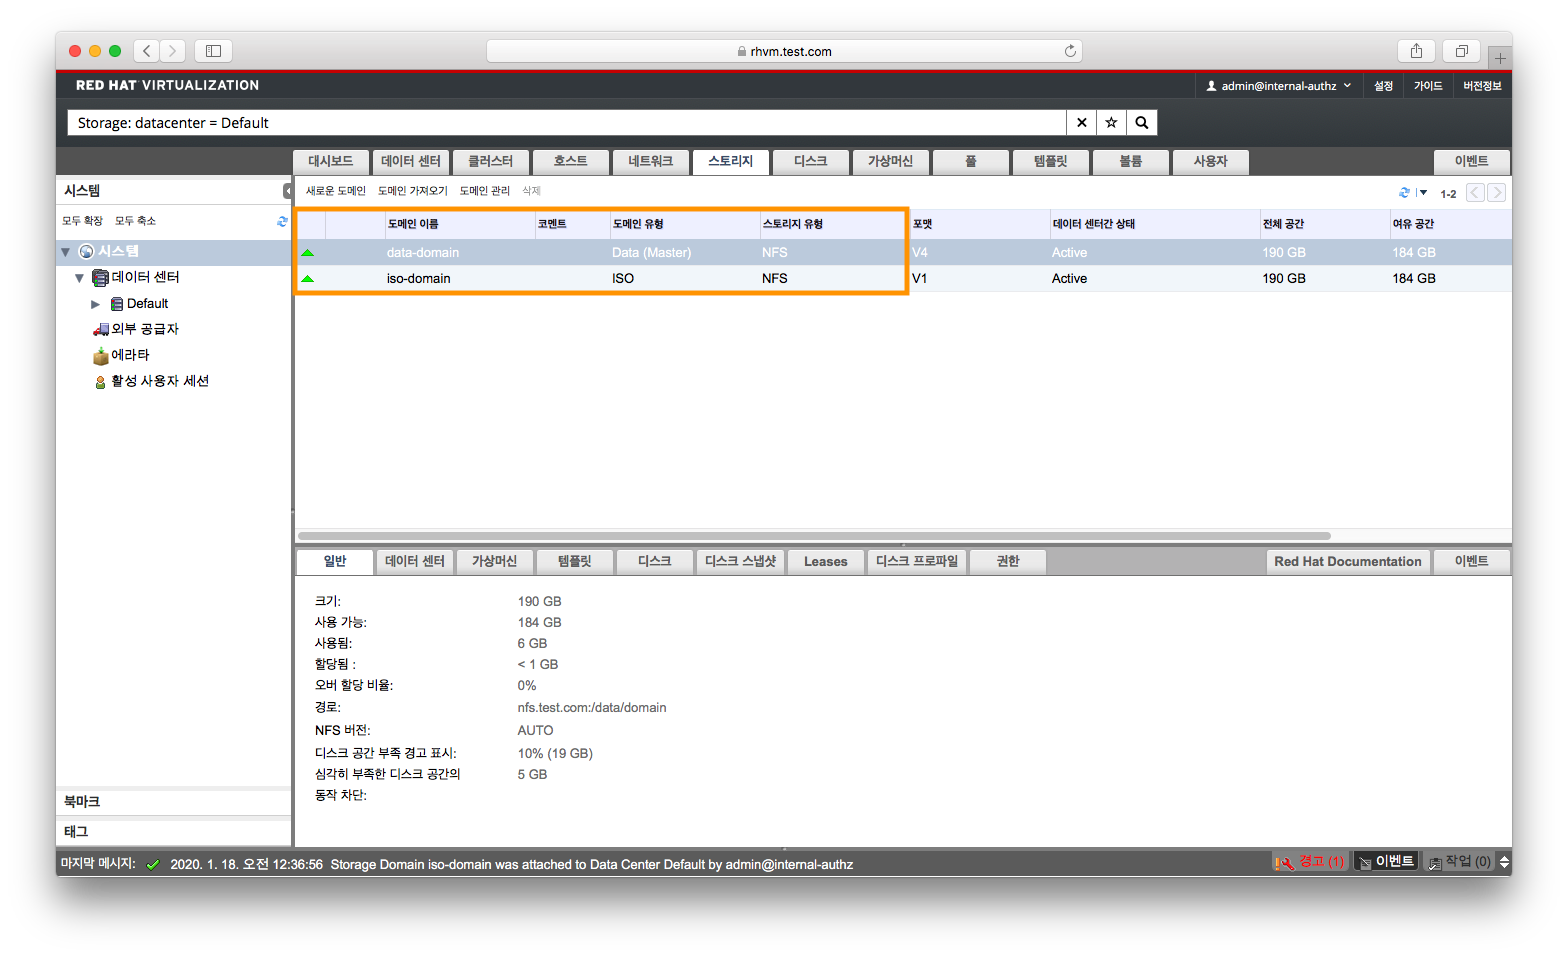 rhvm.test.com
RED HAT VIRTUALIZATION
admin@internal-authz 설정 가이드 버전정보
Storage: datacenter = Default
대시보드 데이터 센터 클러스터 호스트 네트워크 스토리지 디스크 가상머신 풀 템플릿 볼륨 사용자 이벤트
시스템
새로운 도메인 도메인 가져오기 도메인 관리 삭제
1-2
모두 확장 모두 축소
도메인 이름 코멘트 도메인 유형 스토리지 유형 포맷 데이터 센터간 상태 전체 공간 여유 공간
data-domain Data (Master) NFS V4 Active 190 GB 184 GB
iso-domain ISO NFS V1 Active 190 GB 184 GB
시스템
데이터 센터
Default
외부 공급자
에라타
활성 사용자 세션
일반 데이터 센터 가상머신 템플릿 디스크 디스크 스냅샷 Leases 디스크 프로파일 권한 Red Hat Documentation 이벤트
크기: 190 GB
사용 가능: 184 GB
사용됨: 6 GB
할당됨 : < 1 GB
오버 할당 비율: 0%
경로: nfs.test.com:/data/domain
NFS 버전: AUTO
디스크 공간 부족 경고 표시: 10% (19 GB)
심각히 부족한 디스크 공간의 5 GB
동작 차단:
북마크
태그
마지막 메시지: 2020. 1. 18. 오전 12:36:56 Storage Domain iso-domain was attached to Data Center Default by admin@internal-authz
경고 (1) 이벤트 작업 (0)